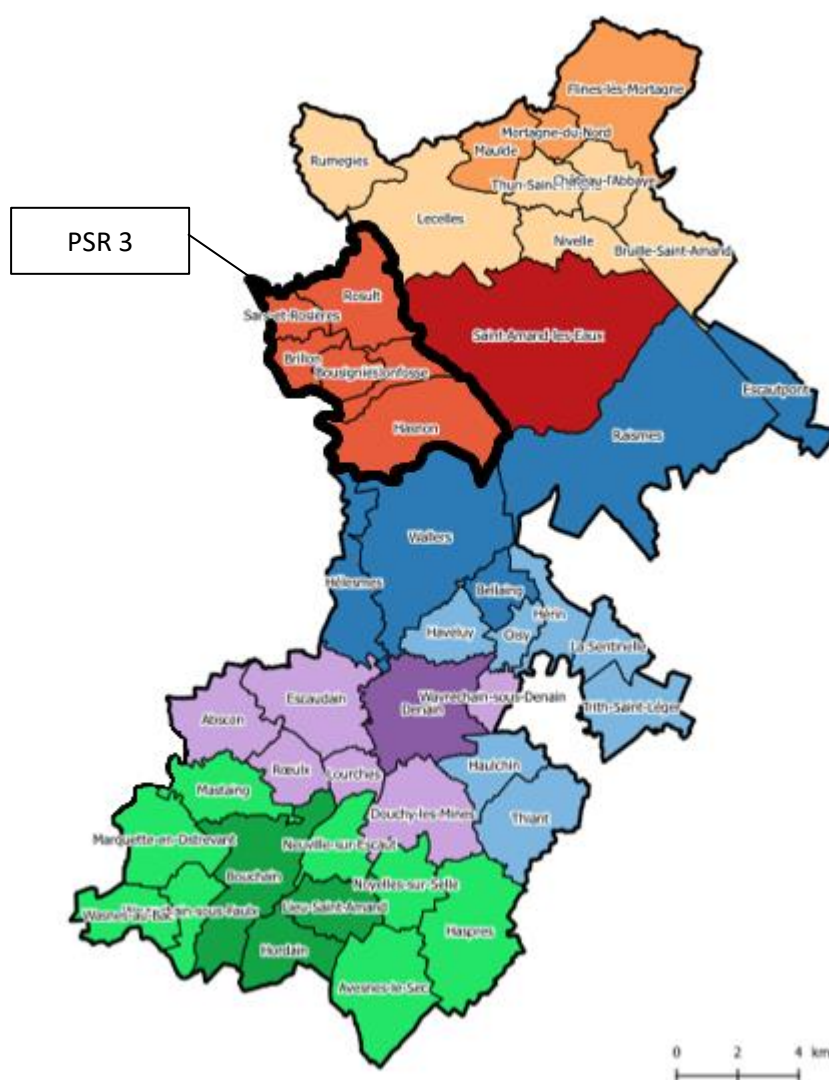 Flines-lès-Mortagne
Mortagne-du-Nord
Maulde
Rumegies
Château-l'Abbaye
Thun-Saint-
Lecelles
PSR 3
Nivelle
Bruille-Saint-Amand
Rosult
Sars-et-Rosières
Saint-Amand-les-Eaux
Brillon
Bousignies
Escautpont
Hasnon
Raismes
Wallers
Hélesmes
Bellaing
Hérin
Haveluy
Oisy
La Sentinelle
Escaudain
Wavrechain-sous-Denain
Denain
Trith-Saint-Léger
Abscon
Haulchin
Rœulx
Lourches
Mastaing
Douchy-les-Mines
Thiant
Marquette-en-Ostrevant
Neuville-sur-Escaut
Bouchain
Noyelles-sur-Selle
Lieu-Saint-Amand
Wasnes-au-Bac
Haspres
Hordain
Avesnes-le-Sec
0 2 4 km